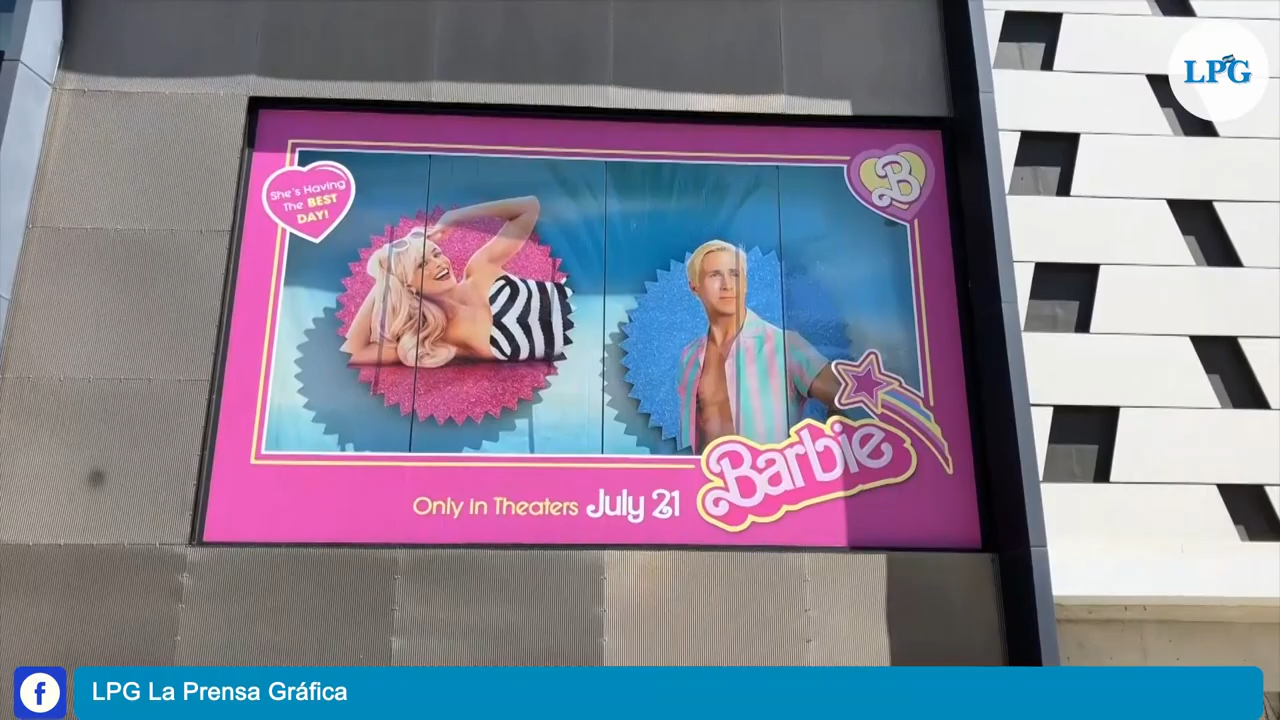 LPG
She's Having
The BEST
DAY!
B
Only in Theaters July 21
Barbie
LPG La Prensa Gráfica